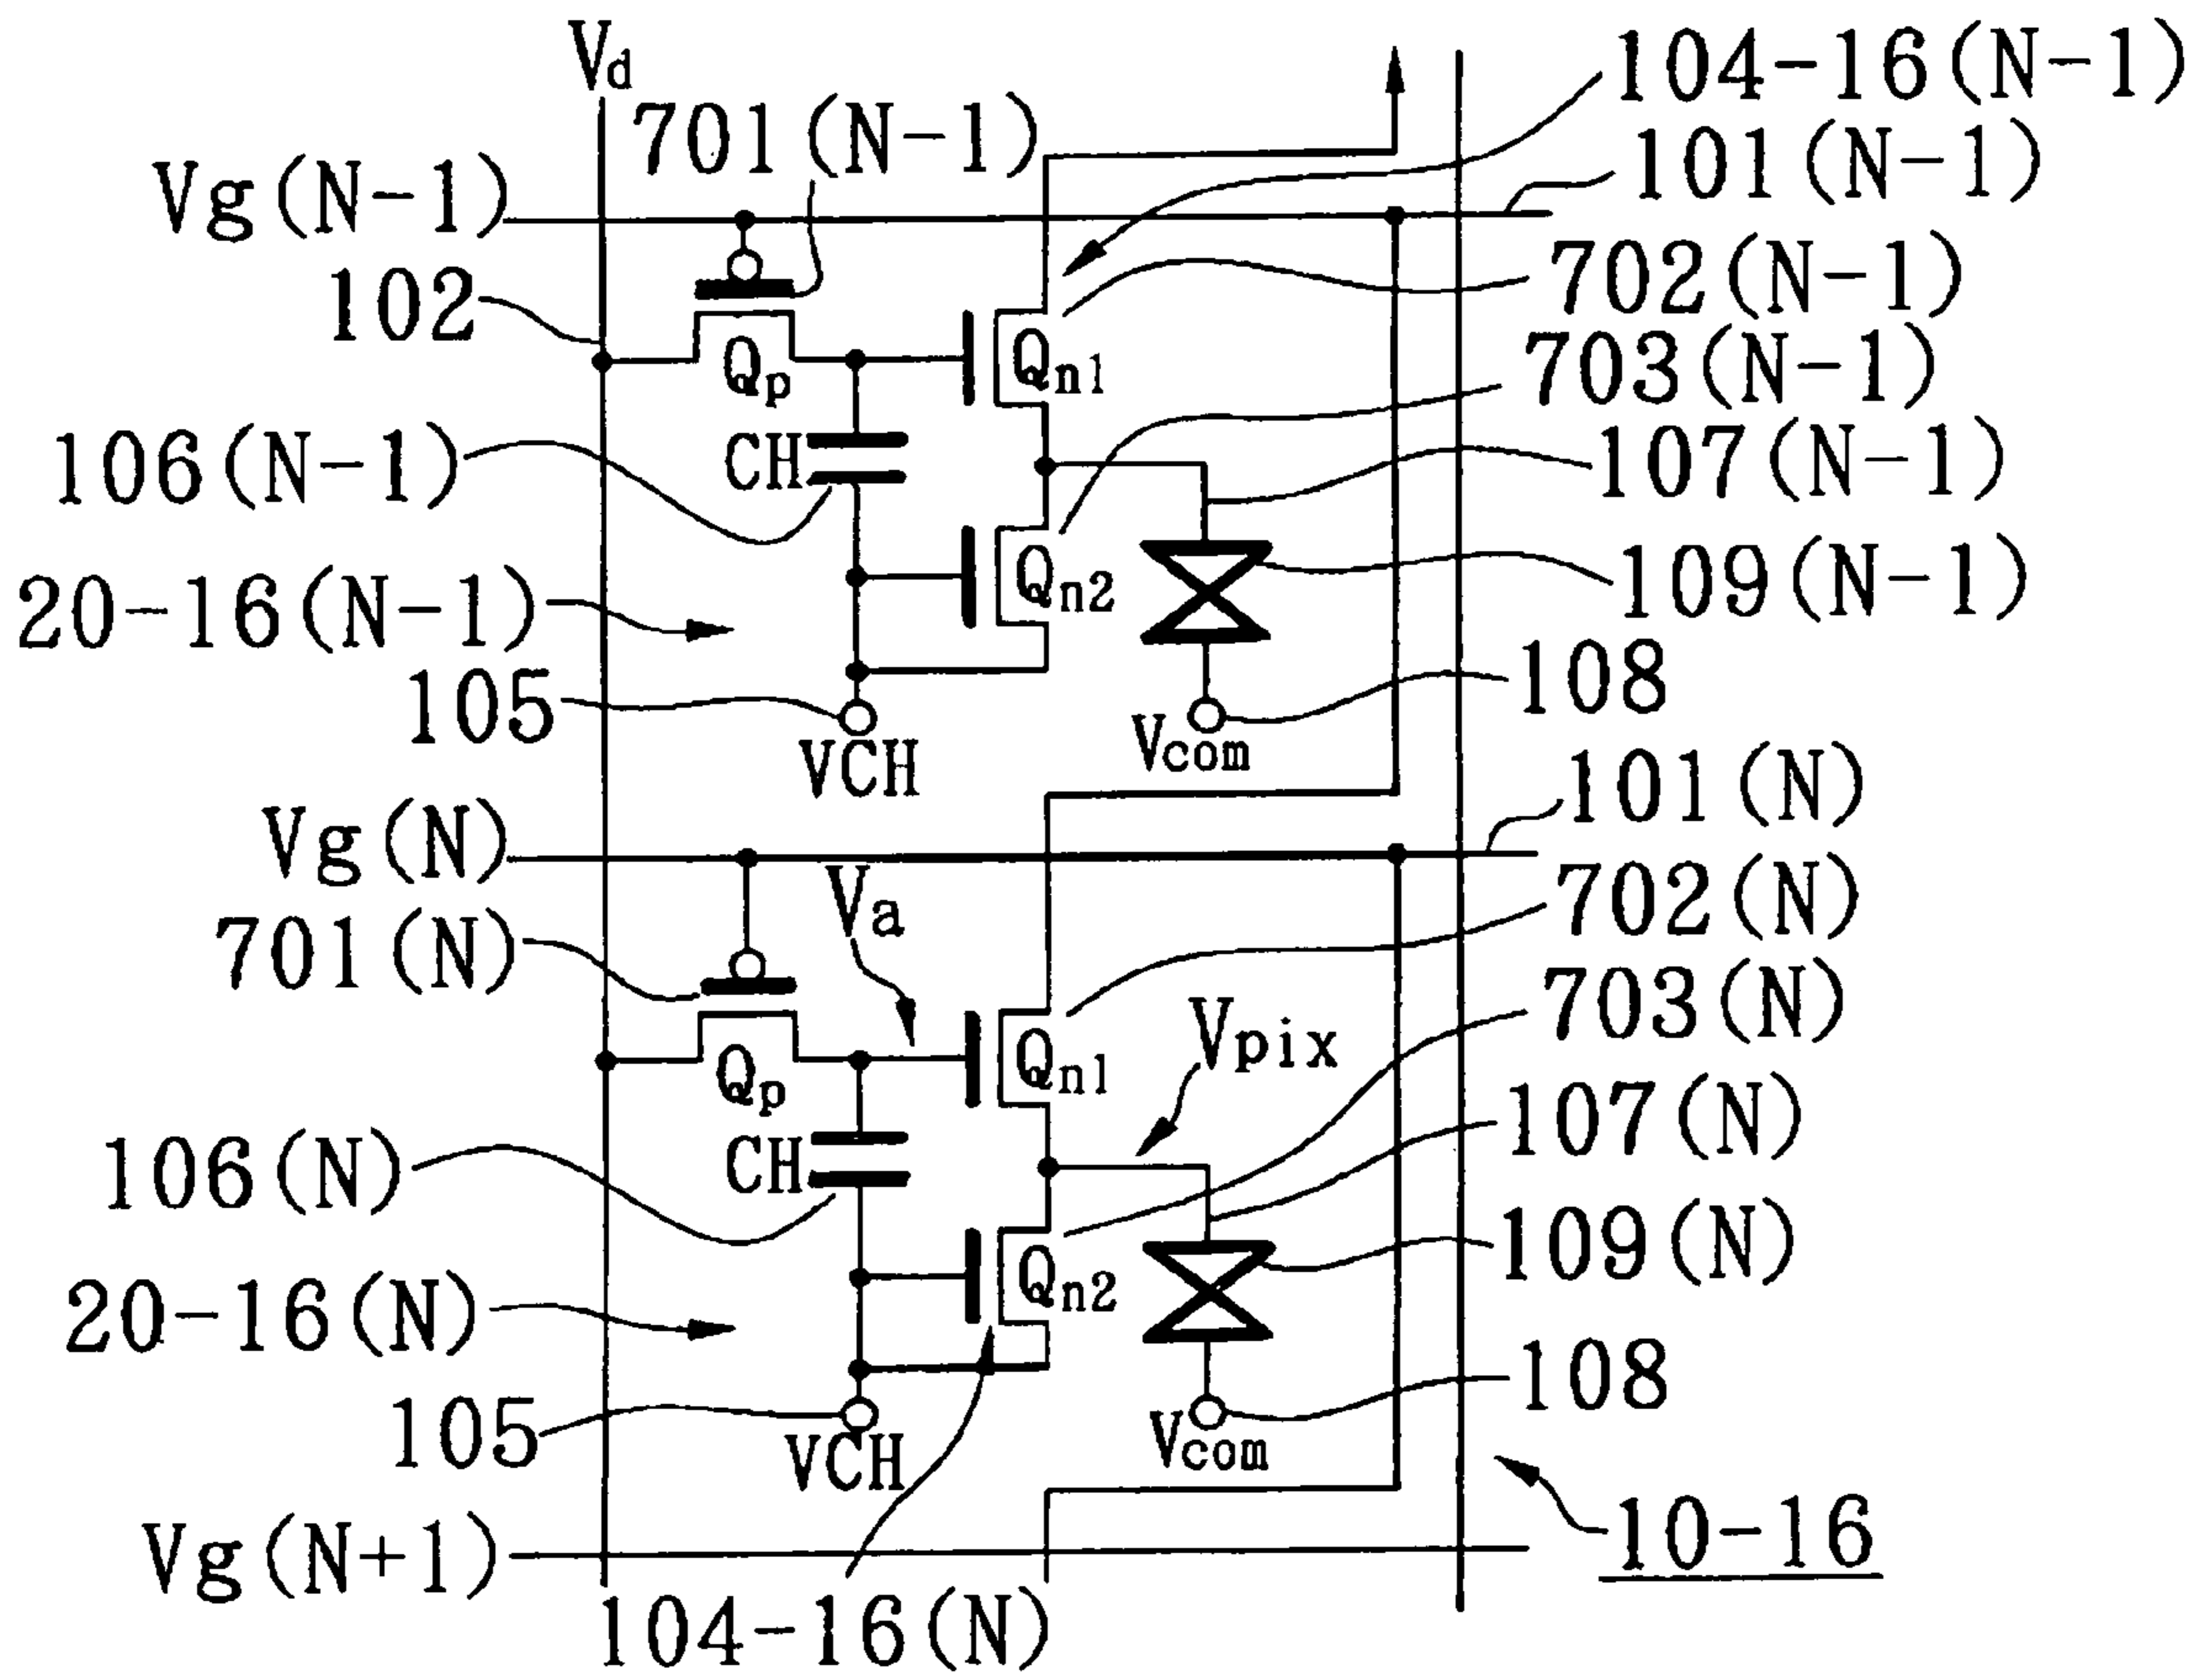 Vd
104-16(N-1)
701(N-1)
101(N-1)
Vg(N-1)
702(N-1)
102
Qp
Qn1
703(N-1)
106(N-1)
CH
107(N-1)
20-16(N-1)
Qn2
109(N-1)
105
108
VCH
Vcom
101(N)
Vg(N)
Va
702(N)
701(N)
703(N)
Vpix
Qp
Qn1
107(N)
106(N)
CH
109(N)
20-16(N)
Qn2
108
105
VCH
Vcom
10-16
Vg(N+1)
104-16(N)